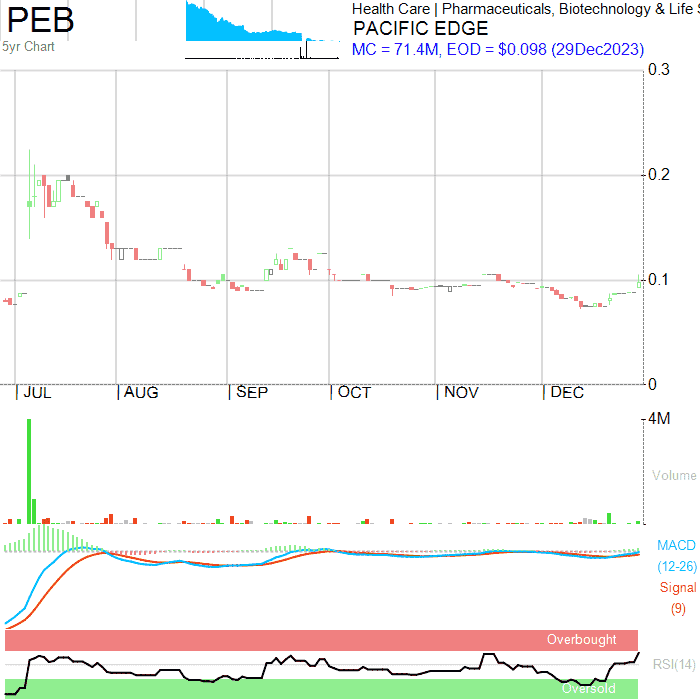 PEB
5yr Chart
Health Care | Pharmaceuticals, Biotechnology & Life S
PACIFIC EDGE
MC = 71.4M, EOD = $0.098 (29Dec2023)
0.3
0.2
0.1
0
| JUL | AUG | SEP | OCT | NOV | DEC
4M
Volume
MACD
(12-26)
Signal
(9)
Overbought
RSI(14)
Oversold